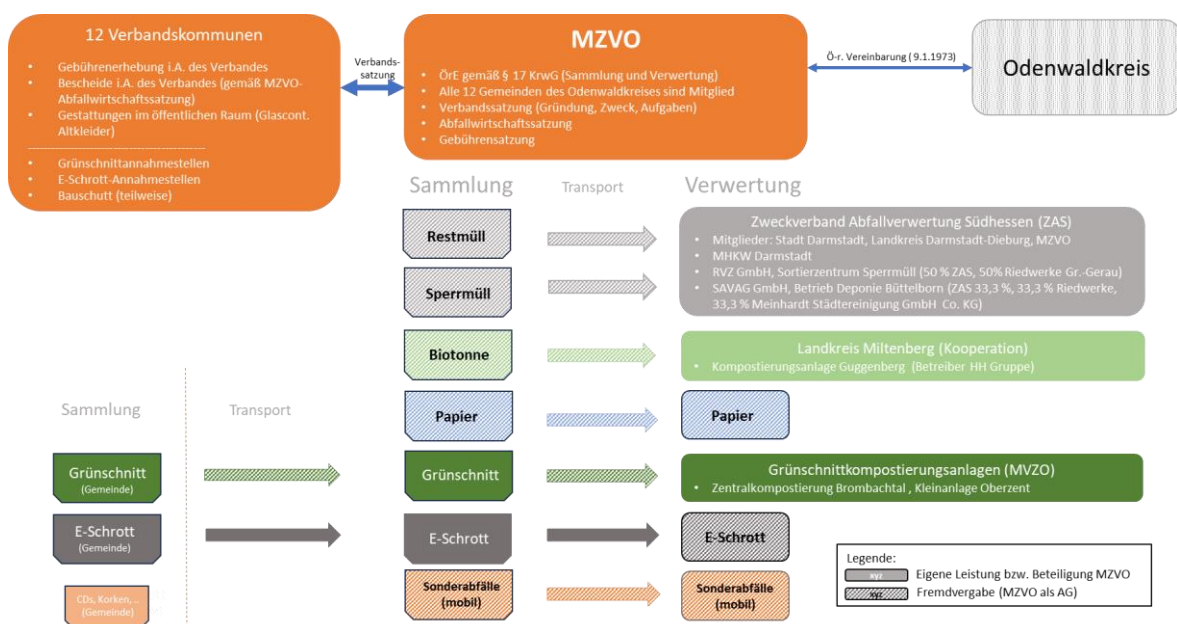 12 Verbandskommunen
• Gebührenerhebung i.A. des Verbandes
• Bescheide i.A. des Verbandes (gemäß MZVO-
Abfallwirtschaftssatzung)
• Gestattungen im öffentlichen Raum (Glascont.
Altkleider)
--------------------------------------------
• Grünschnittannahmestellen
• E-Schrott-Annahmestellen
• Bauschutt (teilweise)
Verbands-
satzung
MZVO
• ÖrE gemäß § 17 KrwG (Sammlung und Verwertung)
• Alle 12 Gemeinden des Odenwaldkreises sind Mitglied
• Verbandssatzung (Gründung, Zweck, Aufgaben)
• Abfallwirtschaftssatzung
• Gebührensatzung
Ö-r. Vereinbarung ( 9.1.1973)
Odenwaldkreis
Sammlung
Transport
Verwertung
Restmüll
Sperrmüll
Zweckverband Abfallverwertung Südhessen (ZAS)
• Mitglieder: Stadt Darmstadt, Landkreis Darmstadt-Dieburg, MZVO
• MHKW Darmstadt
• RVZ GmbH, Sortierzentrum Sperrmüll (50 % ZAS, 50% Riedwerke Gr.-Gerau)
• SAVAG GmbH, Betrieb Deponie Büttelborn (ZAS 33,3 %, 33,3 % Riedwerke,
33,3 % Meinhardt Städtereinigung GmbH Co. KG)
Biotonne
Landkreis Miltenberg (Kooperation)
• Kompostierungsanlage Guggenberg (Betreiber HH Gruppe)
Papier
Papier
Sammlung
Transport
Grünschnitt
(Gemeinde)
Grünschnitt
Grünschnittkompostierungsanlagen (MVZO)
• Zentralkompostierung Brombachtal , Kleinanlage Oberzent
E-Schrott
(Gemeinde)
E-Schrott
E-Schrott
CDs, Korken, ..
(Gemeinde)
Sonderabfälle
(mobil)
Sonderabfälle
(mobil)
Legende:
xyz Eigene Leistung bzw. Beteiligung MZVO
xyz Fremdvergabe (MZVO als AG)